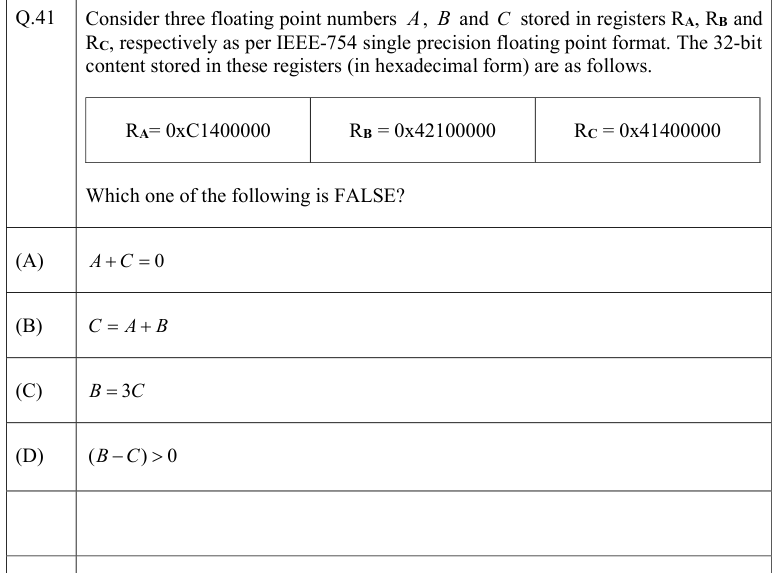 Q.41 Consider three floating point numbers A, B and C stored in registers RA, RB and
RC, respectively as per IEEE-754 single precision floating point format. The 32-bit
content stored in these registers (in hexadecimal form) are as follows.
RA= 0xC1400000 RB = 0x42100000 RC = 0x41400000
Which one of the following is FALSE?
(A) A + C = 0
(B) C = A + B
(C) B = 3C
(D) (B − C) > 0